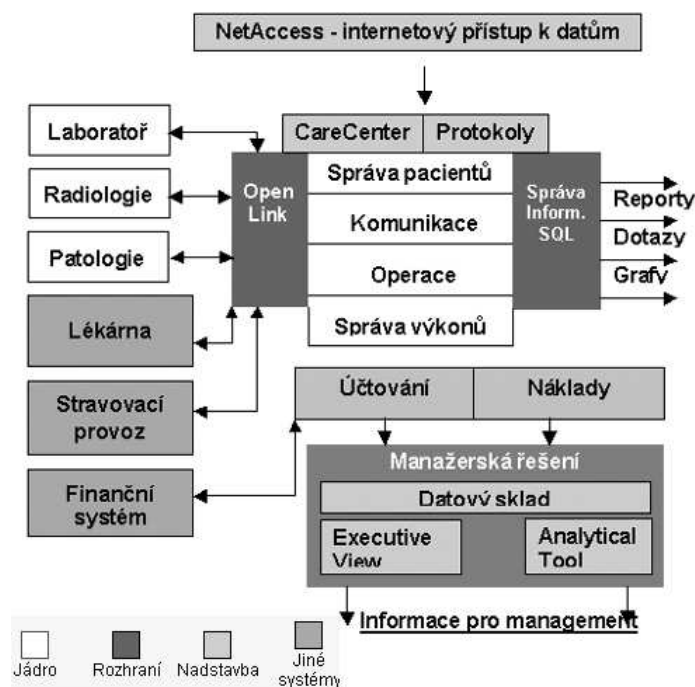 NetAccess - internetový přístup k datům
Laboratoř
Radiologie
Patologie
Lékárna
Stravovací
provoz
Finanční
systém
Open
Link
CareCenter
Protokoly
Správa pacientů
Komunikace
Operace
Správa výkonů
Správa
Inform.
SQL
Reporty
Dotazy
Grafy
Účtování
Náklady
Manažerská řešení
Datový sklad
Executive
View
Analytical
Tool
Informace pro management
Jádro
Rozhraní
Nadstavba
Jiné
systémy